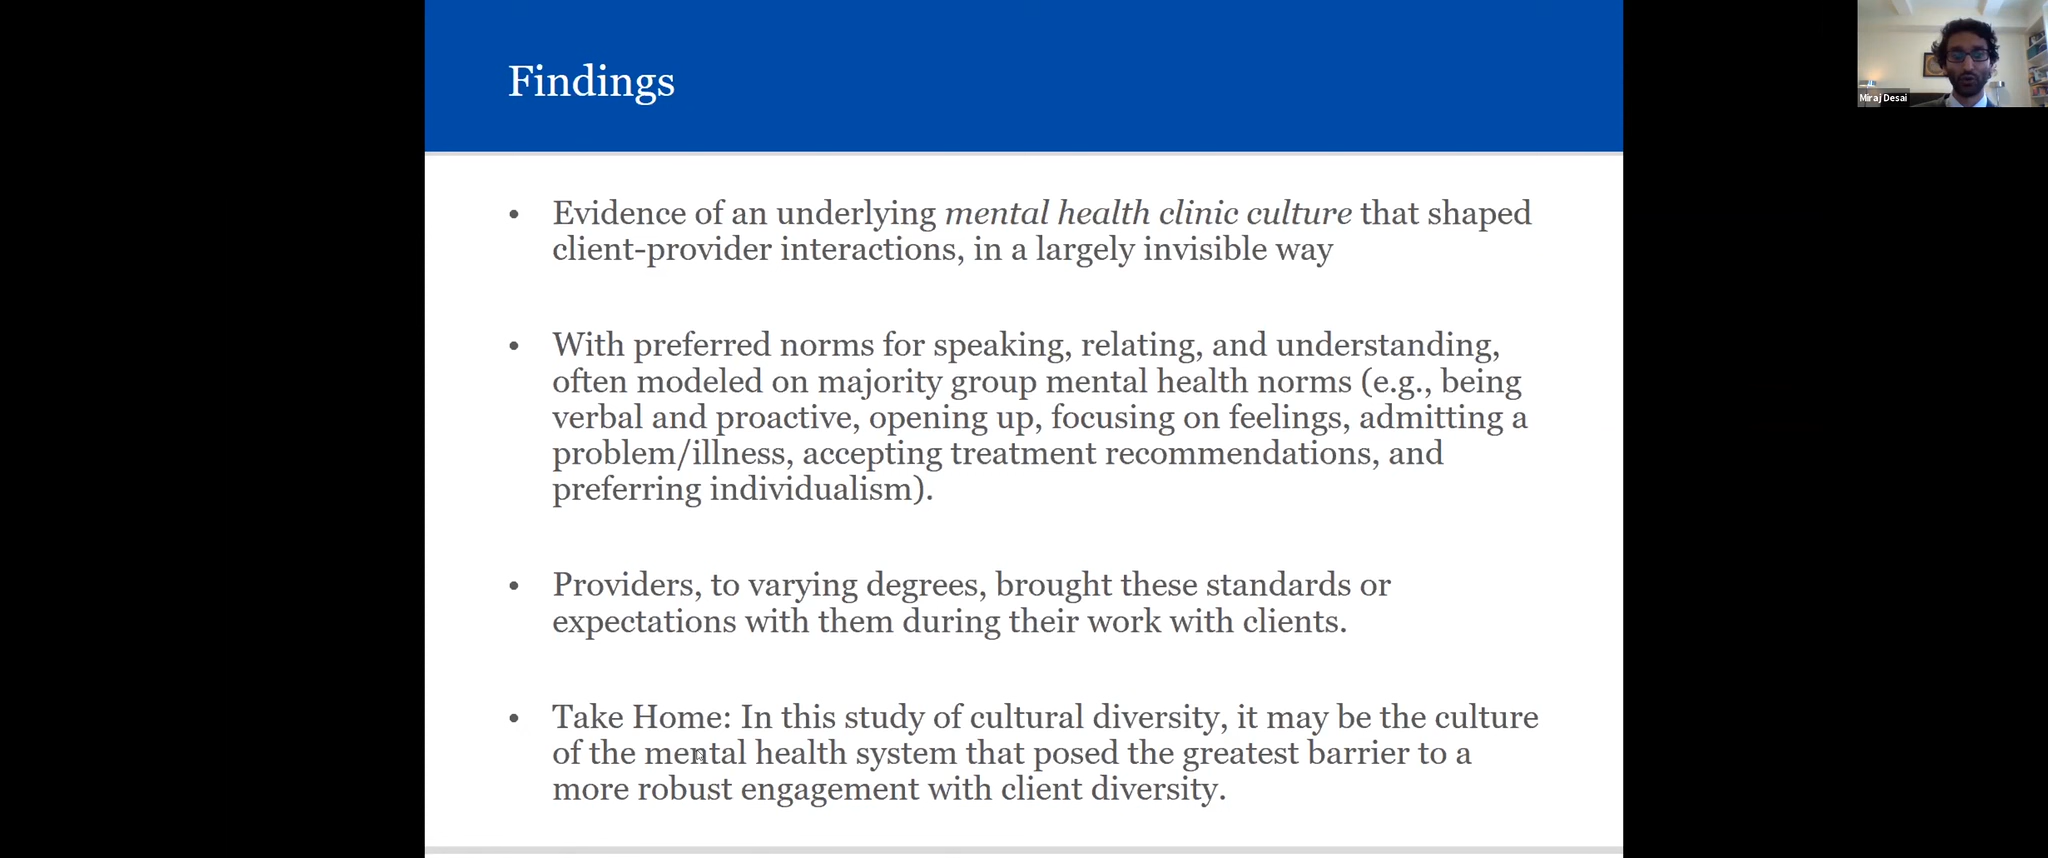 Findings
Miraj Desai
• Evidence of an underlying mental health clinic culture that shaped
client-provider interactions, in a largely invisible way
• With preferred norms for speaking, relating, and understanding,
often modeled on majority group mental health norms (e.g., being
verbal and proactive, opening up, focusing on feelings, admitting a
problem/illness, accepting treatment recommendations, and
preferring individualism).
• Providers, to varying degrees, brought these standards or
expectations with them during their work with clients.
• Take Home: In this study of cultural diversity, it may be the culture
of the mental health system that posed the greatest barrier to a
more robust engagement with client diversity.